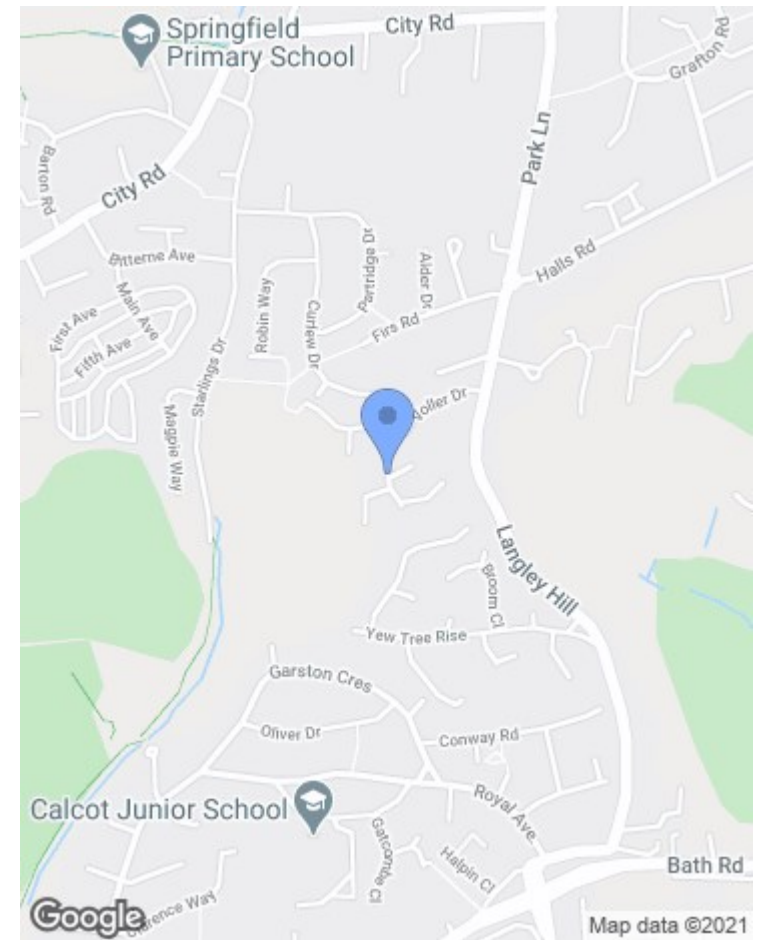 Springfield
Primary School
City Rd
Grafton Rd
Park Ln
Barton Rd
City Rd
Bitterne Ave
Main Ave
First Ave
Fifth Ave
Robin Way
Curlew Dr
Partridge Dr
Alder Dr
Firs Rd
Halls Rd
Starlings Dr
Magpie Way
Dr
Langley Hill
Broom Cl
Yew Tree Rise
Garston Cres
Oliver Dr
Conway Rd
Calcot Junior School
Royal Ave
Gatcombe Cl
Halpin Cl
Bath Rd
Clarence Way
Google
Map data ©2021